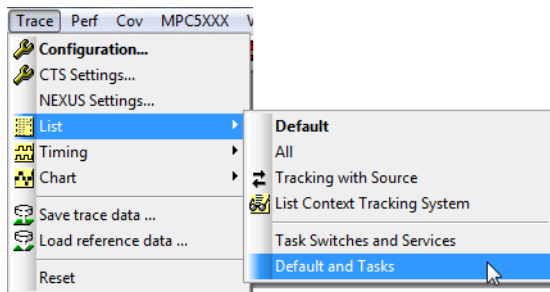 Trace Perf Cov MPC5XXX
Configuration...
CTS Settings...
NEXUS Settings...
List
Timing
Chart
Save trace data ...
Load reference data ...
Reset
Default
All
Tracking with Source
List Context Tracking System
Task Switches and Services
Default and Tasks